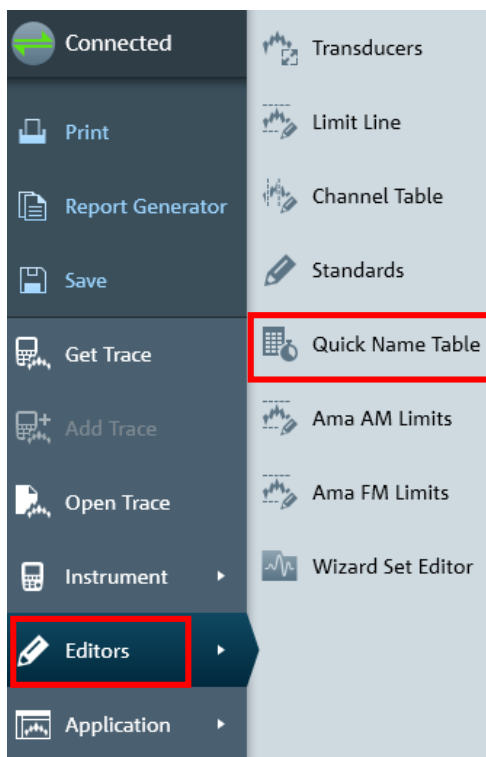 Connected
Print
Report Generator
Save
Get Trace
Add Trace
Open Trace
Instrument
Editors
Application
Transducers
Limit Line
Channel Table
Standards
Quick Name Table
Ama AM Limits
Ama FM Limits
Wizard Set Editor